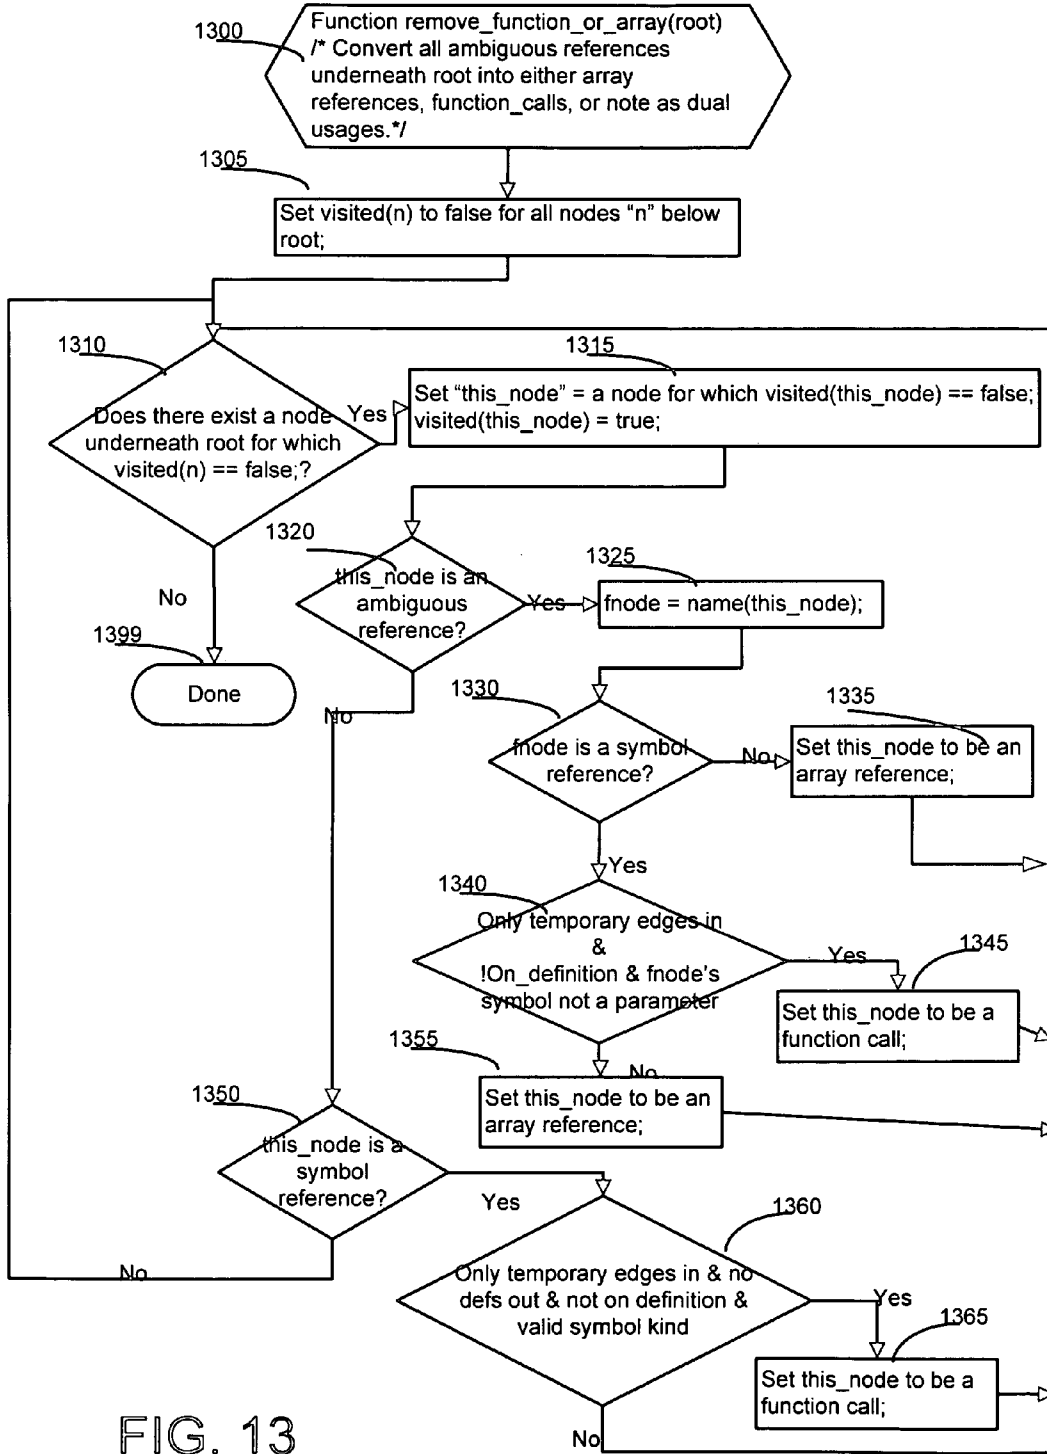 1300
Function remove_function_or_array(root)
/* Convert all ambiguous references
underneath root into either array
references, function_calls, or note as dual
usages.*/
1305
Set visited(n) to false for all nodes “n” below
root;
1310
Does there exist a node
underneath root for which
visited(n) == false;?
Yes
1315
Set “this_node” = a node for which visited(this_node) == false;
visited(this_node) = true;
No
1399
Done
1320
this_node is an
ambiguous
reference?
Yes
1325
fnode = name(this_node);
No
1330
fnode is a symbol
reference?
No
1335
Set this_node to be an
array reference;
Yes
1340
Only temporary edges in
&
!On_definition & fnode's
symbol not a parameter
Yes
1345
Set this_node to be a
function call;
No
1355
Set this_node to be an
array reference;
1350
this_node is a
symbol
reference?
Yes
No
1360
Only temporary edges in & no
defs out & not on definition &
valid symbol kind
Yes
1365
Set this_node to be a
function call;
No
FIG. 13